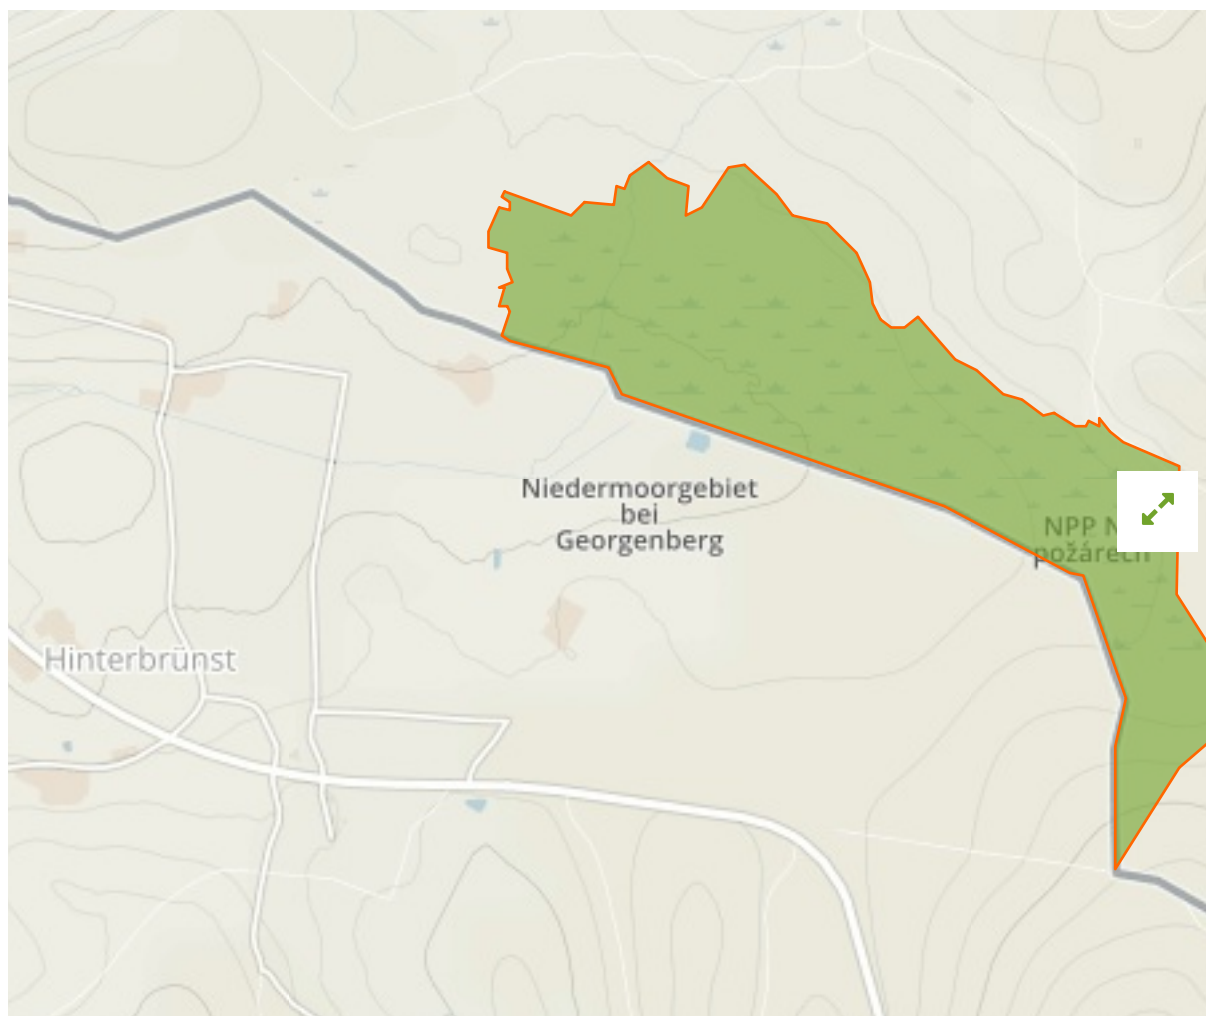 Niedermoorgebiet
bei
Georgenberg
NPP N
požárech
Hinterbrünst